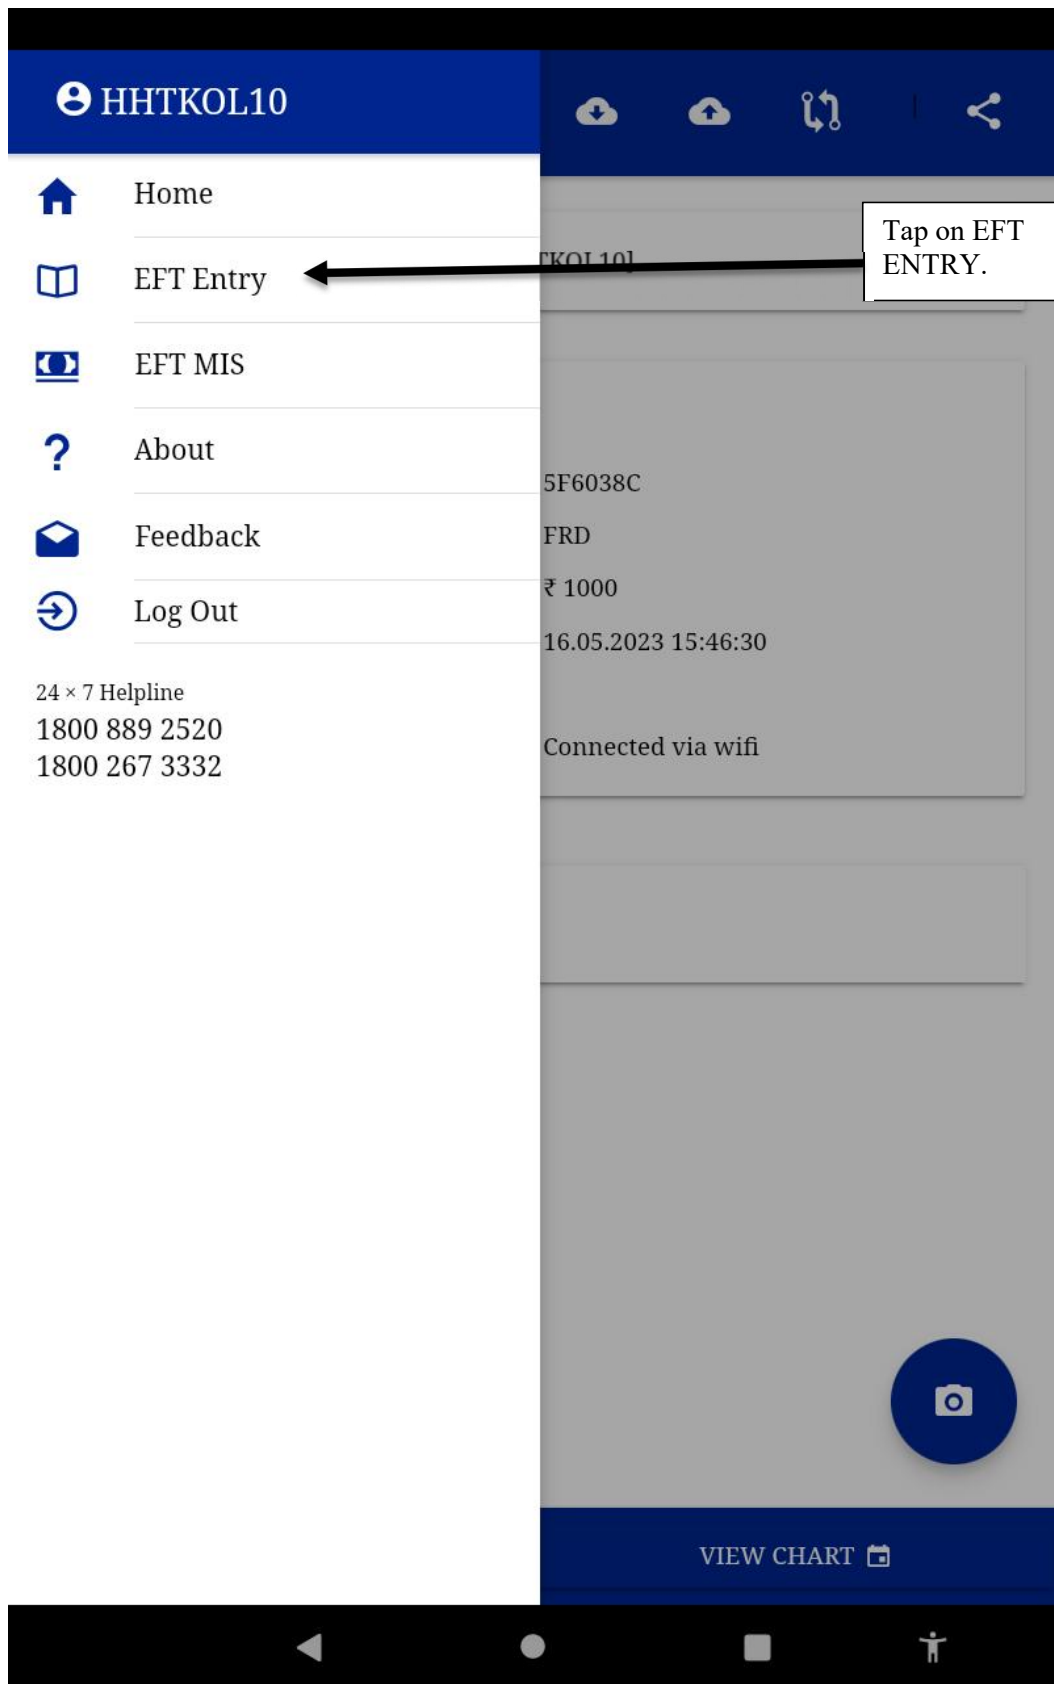 HHTKOL10
Home
EFT Entry
EFT MIS
About
Feedback
Log Out
24 × 7 Helpline
1800 889 2520
1800 267 3332
TKOL10]
Tap on EFT
ENTRY.
5F6038C
FRD
₹ 1000
16.05.2023 15:46:30
Connected via wifi
VIEW CHART